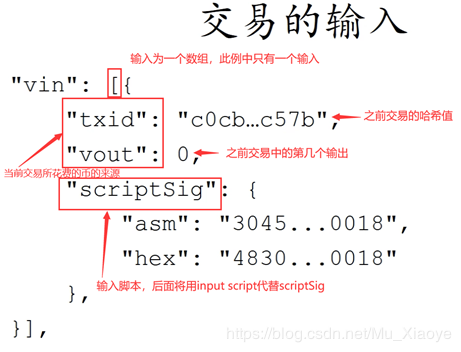 交易的输入
输入为一个数组，此例中只有一个输入
"vin": [{
"txid": "c0cb…c57b", 之前交易的哈希值
"vout": 0, 之前交易中的第几个输出
当前交易所花费的币的来源
"scriptSig": {
"asm": "3045...0018",
"hex": "4830...0018"
输入脚本，后面将用input script代替scriptSig
},
}],
https://blog.csdn.net/Mu_Xiaoye